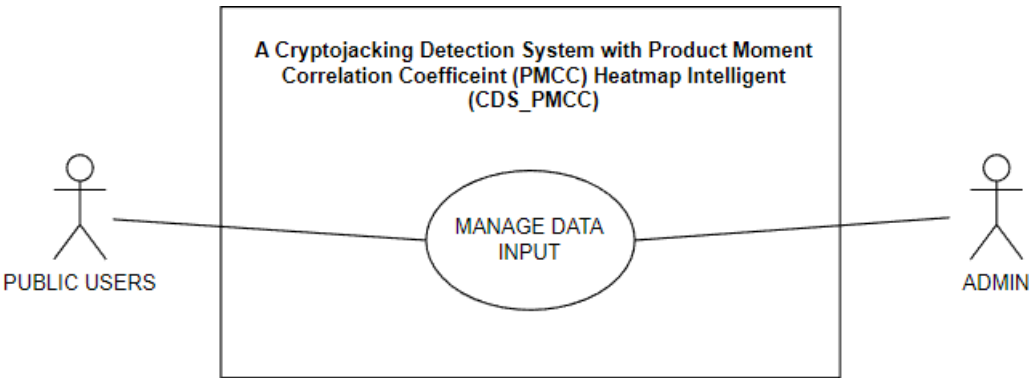 A Cryptojacking Detection System with Product Moment
Correlation Coefficeint (PMCC) Heatmap Intelligent
(CDS_PMCC)
MANAGE DATA
INPUT
PUBLIC USERS
ADMIN